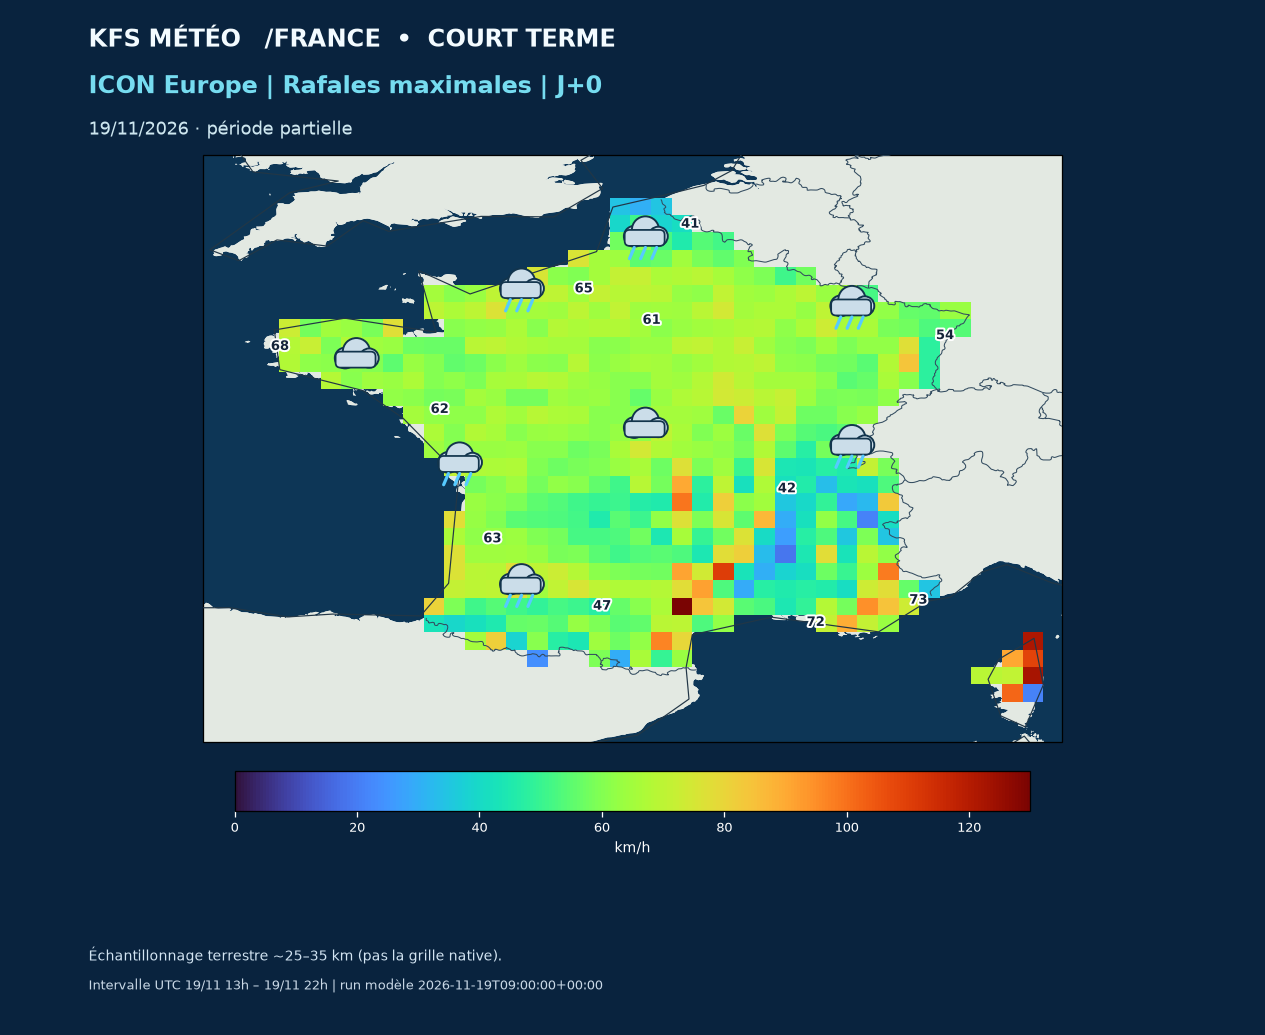 KFS MÉTÉO /FRANCE • COURT TERME
ICON Europe | Rafales maximales | J+0
19/11/2026 · période partielle
41
65
61
54
68
62
42
63
47
73
72
0 20 40 60 80 100 120
km/h
Échantillonnage terrestre ~25–35 km (pas la grille native).
Intervalle UTC 19/11 13h – 19/11 22h | run modèle 2026-11-19T09:00:00+00:00